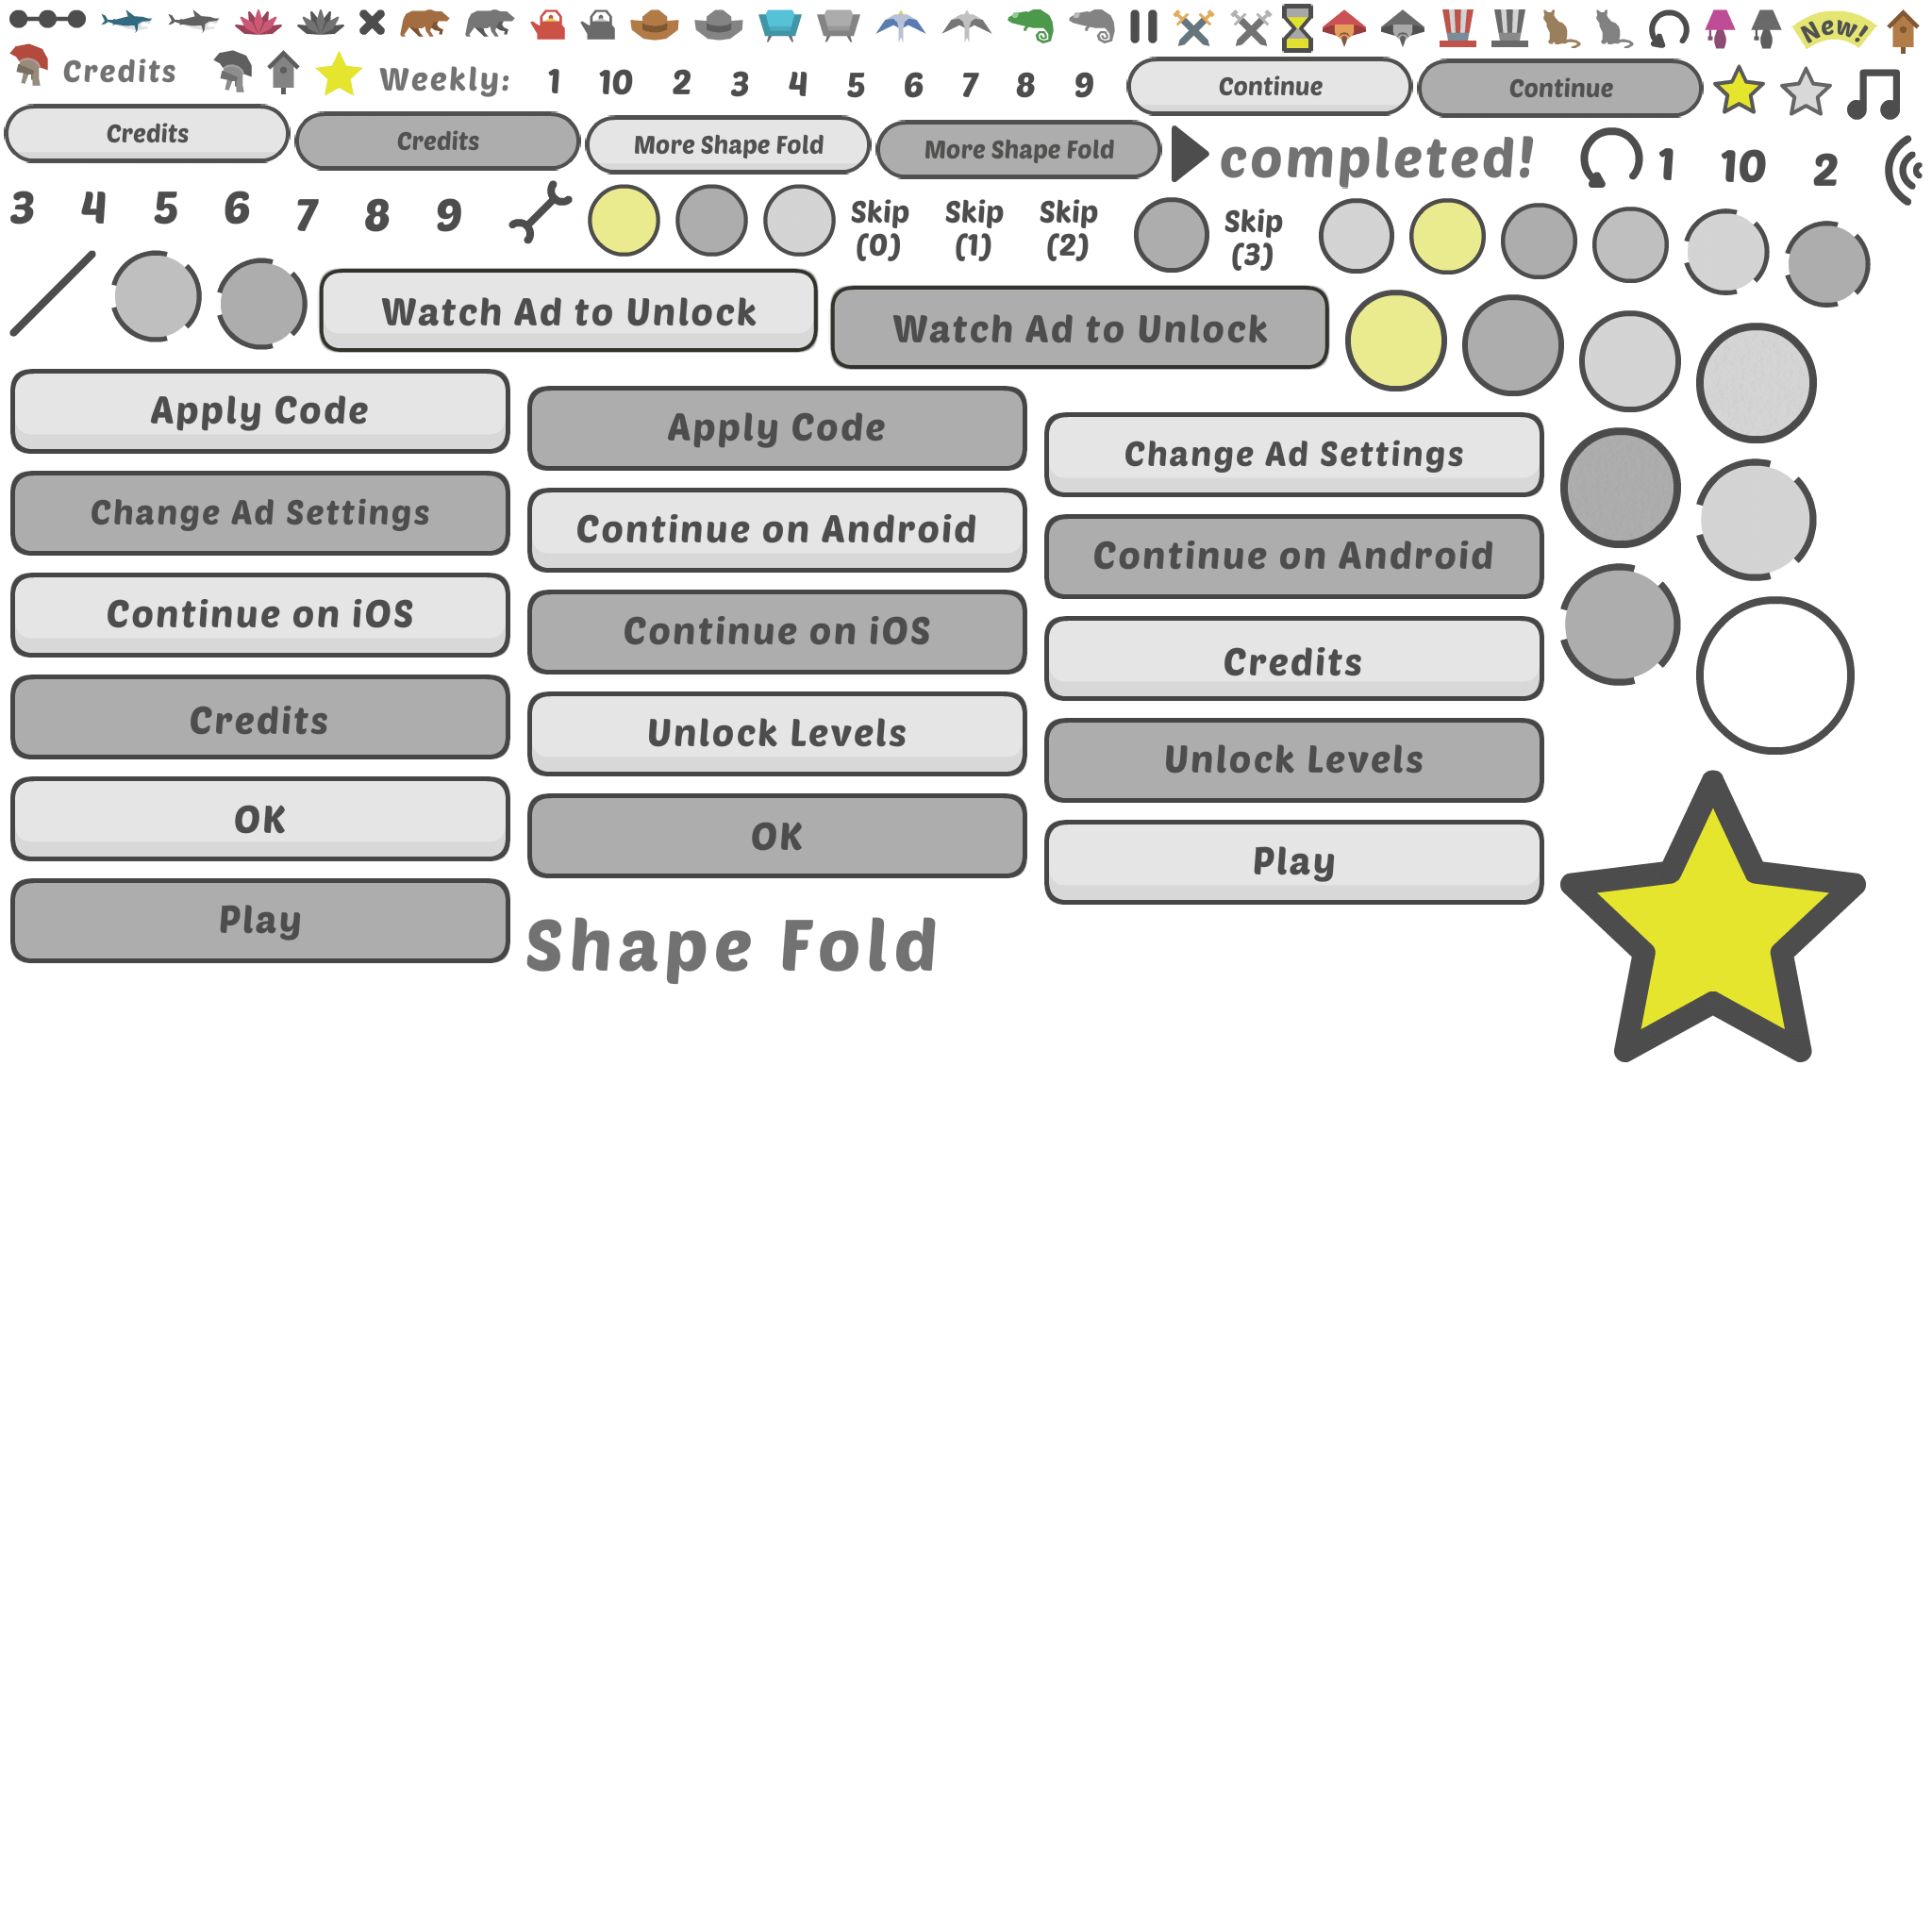 New!
Credits
Weekly:
1
10
2
3
4
5
6
7
8
9
Continue
Continue
Credits
Credits
More Shape Fold
More Shape Fold
completed!
1
10
2
3
4
5
6
7
8
9
Skip
(0)
Skip
(1)
Skip
(2)
Skip
(3)
Watch Ad to Unlock
Watch Ad to Unlock
Apply Code
Apply Code
Change Ad Settings
Change Ad Settings
Continue on Android
Continue on Android
Continue on iOS
Continue on iOS
Credits
Credits
Unlock Levels
Unlock Levels
OK
OK
Play
Play
Shape Fold